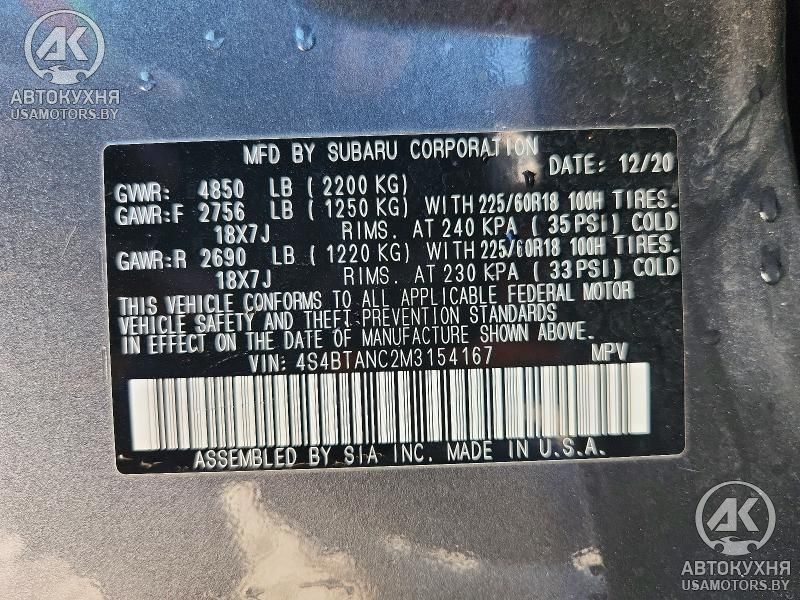 AK
АВТОКУХНЯ
USAMOTORS.BY
MFD BY SUBARU CORPORATION DATE: 12/20
GVWR: 4850 LB ( 2200 KG)
GAWR:F 2756 LB ( 1250 KG) WITH 225/60R18 100H TIRES.
18X7J RIMS. AT 240 KPA ( 35 PSI) COLD
GAWR:R 2690 LB ( 1220 KG) WITH 225/60R18 100H TIRES.
18X7J RIMS. AT 230 KPA ( 33 PSI) COLD
THIS VEHICLE CONFORMS TO ALL APPLICABLE FEDERAL MOTOR
VEHICLE SAFETY AND THEFT PREVENTION STANDARDS
IN EFFECT ON THE DATE OF MANUFACTURE SHOWN ABOVE.
VIN: 4S4BTANC2M3154167 MPV
ASSEMBLED BY SIA INC. MADE IN U.S.A.
AK
АВТОКУХНЯ
USAMOTORS.BY